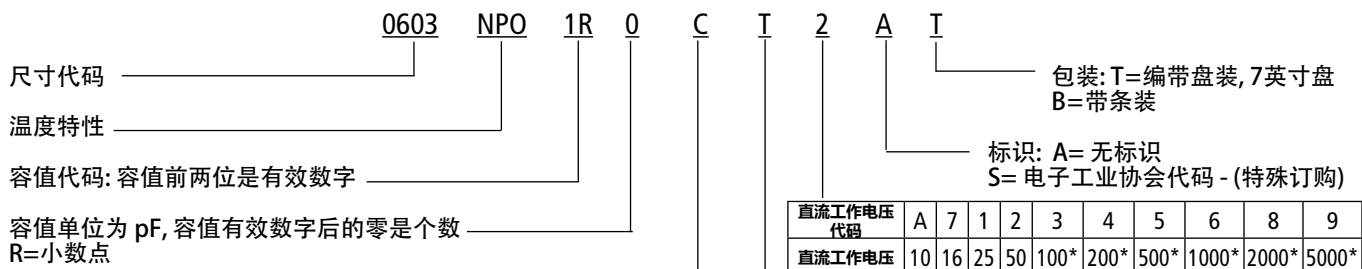 0603 NPO 1R 0 C T 2 A T
尺寸代码
温度特性
容值代码: 容值前两位是有效数字
容值单位为 pF, 容值有效数字后的零是个数
R=小数点
包装: T=编带盘装, 7英寸盘
B=带条装
标识: A= 无标识
S= 电子工业协会代码 - (特殊订购)
直流工作电压
代码 A 7 1 2 3 4 5 6 8 9
直流工作电压 10 16 25 50 100* 200* 500* 1000* 2000* 5000*